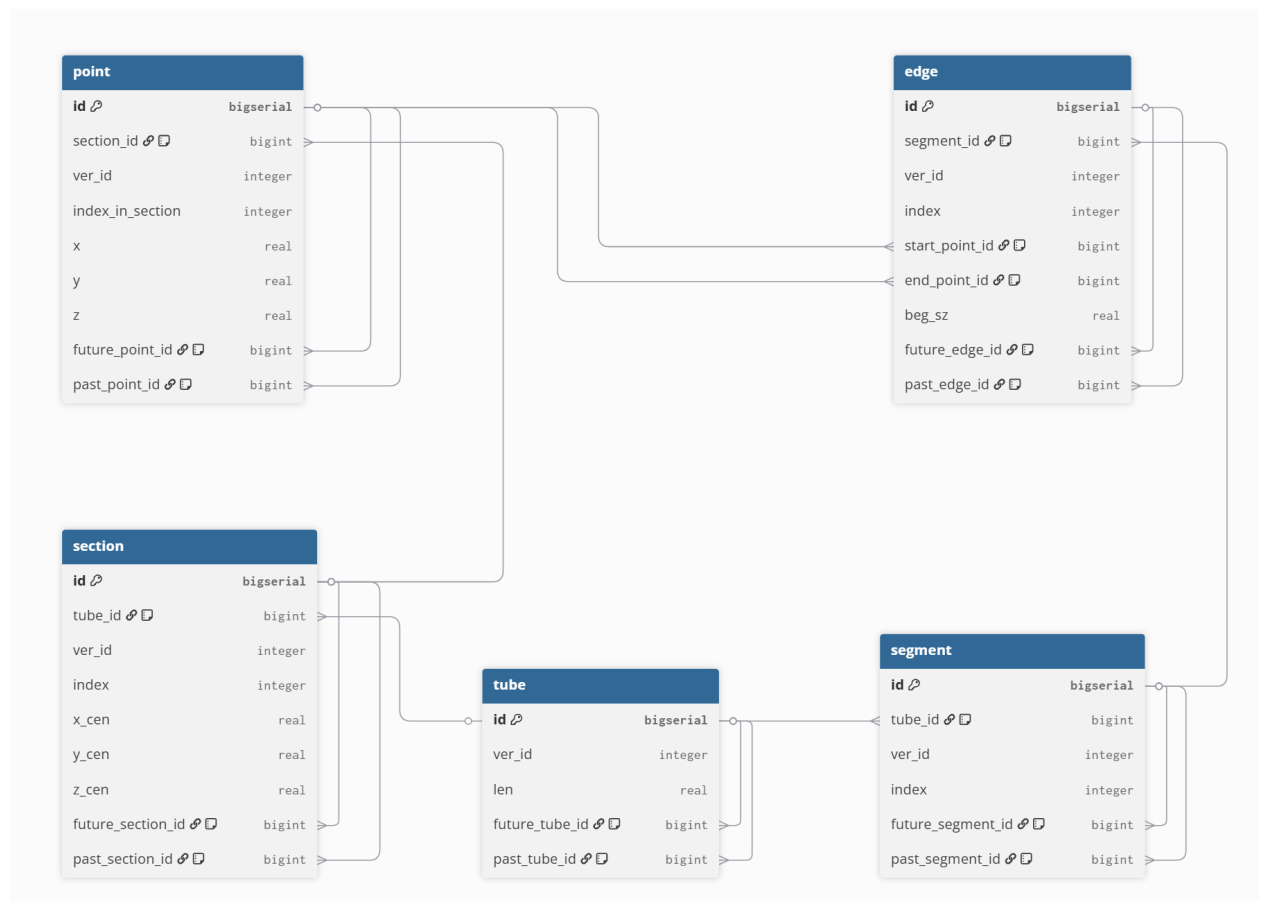 point
id bigserial
section_id bigint
ver_id integer
index_in_section integer
x real
y real
z real
future_point_id bigint
past_point_id bigint
edge
id bigserial
segment_id bigint
ver_id integer
index integer
start_point_id bigint
end_point_id bigint
beg_sz real
future_edge_id bigint
past_edge_id bigint
section
id bigserial
tube_id bigint
ver_id integer
index integer
x_cen real
y_cen real
z_cen real
future_section_id bigint
past_section_id bigint
tube
id bigserial
ver_id integer
len real
future_tube_id bigint
past_tube_id bigint
segment
id bigserial
tube_id bigint
ver_id integer
index integer
future_segment_id bigint
past_segment_id bigint